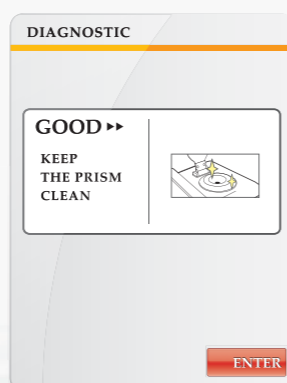 DIAGNOSTIC
GOOD ▸▸
KEEP
THE PRISM
CLEAN
ENTER